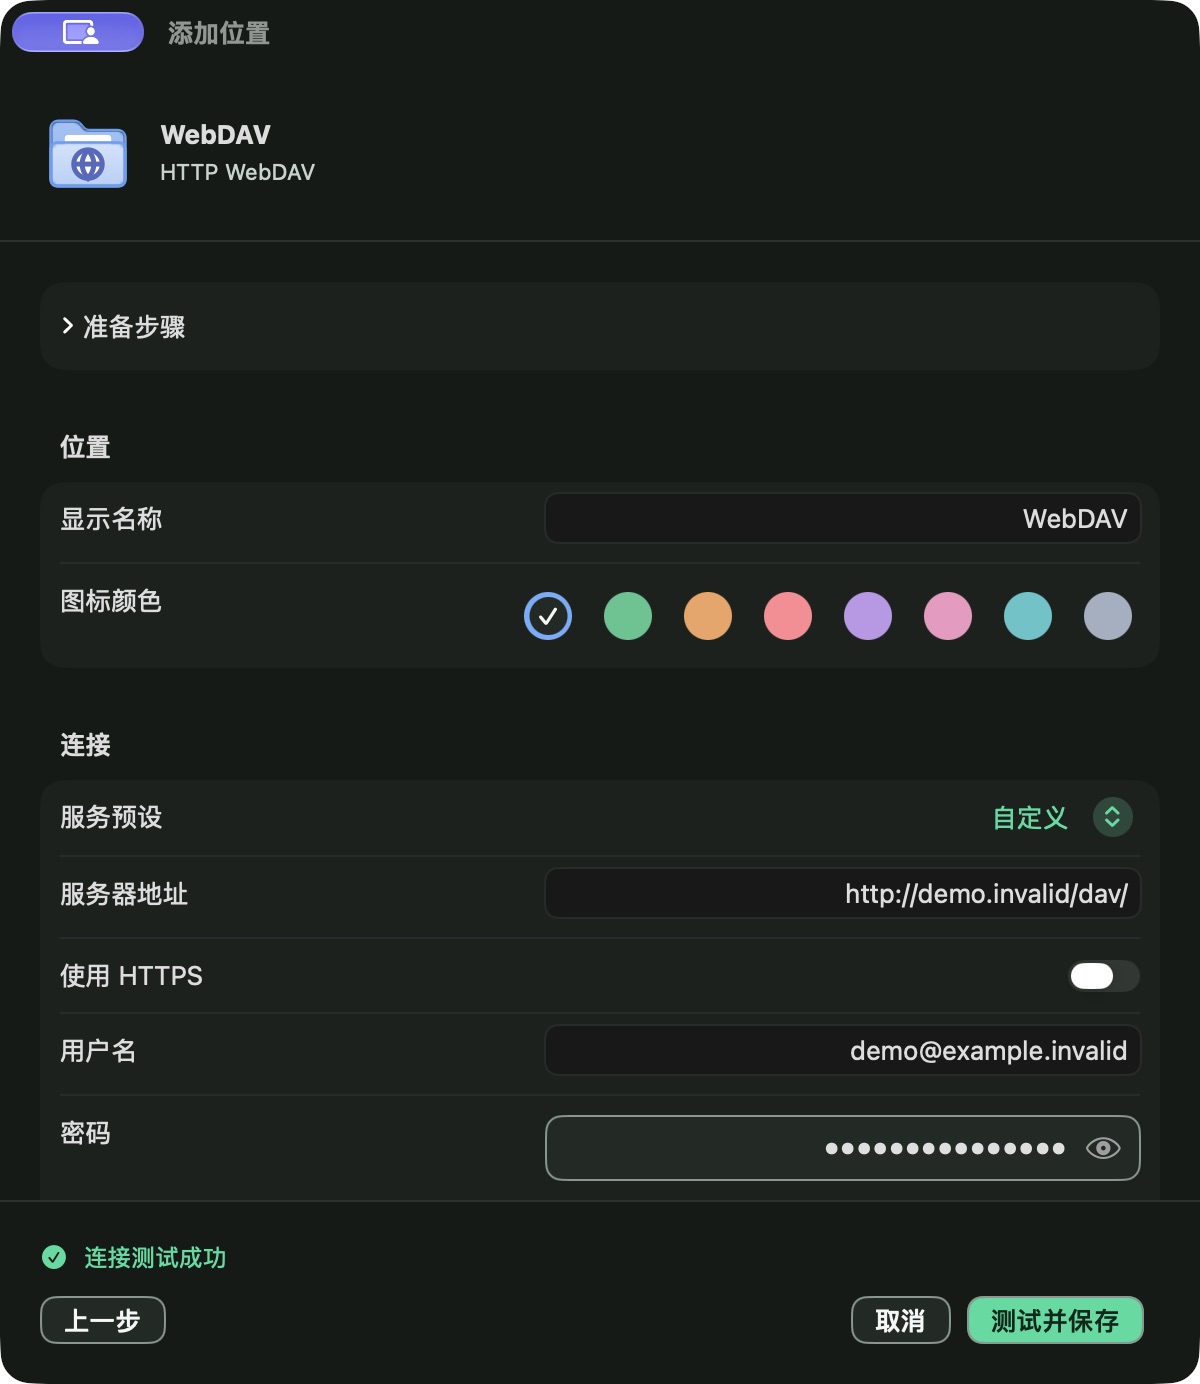 添加位置
WebDAV
HTTP WebDAV
准备步骤
位置
显示名称 WebDAV
图标颜色
连接
服务预设 自定义
服务器地址 http://demo.invalid/dav/
使用 HTTPS
用户名 demo@example.invalid
密码 •••••••••••••••
连接测试成功
上一步 取消 测试并保存